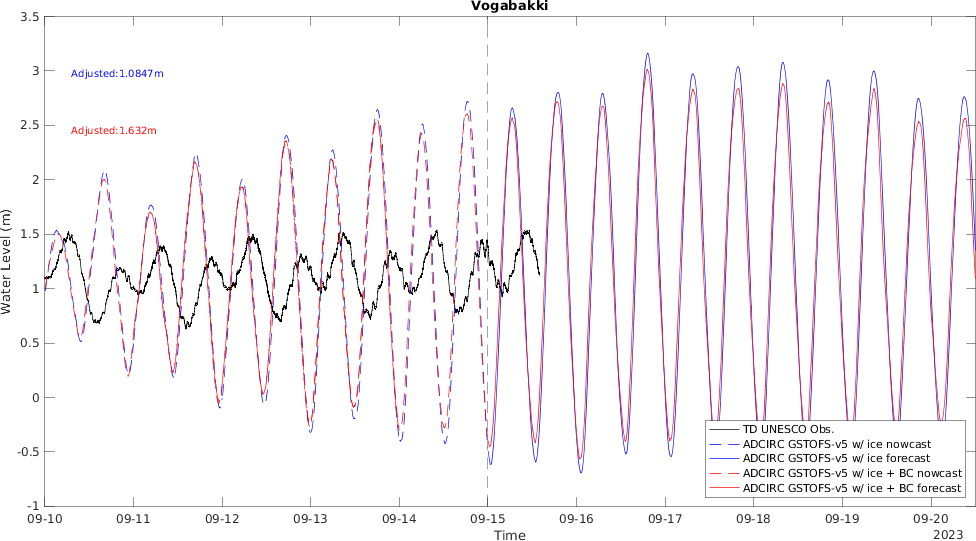 Vogabakki
3.5
3
2.5
2
1.5
1
0.5
0
-0.5
-1
Water Level (m)
Adjusted:1.0847m
Adjusted:1.632m
TD UNESCO Obs.
ADCIRC GSTOFS-v5 w/ ice nowcast
ADCIRC GSTOFS-v5 w/ ice forecast
ADCIRC GSTOFS-v5 w/ ice + BC nowcast
ADCIRC GSTOFS-v5 w/ ice + BC forecast
09-10 09-11 09-12 09-13 09-14 09-15 09-16 09-17 09-18 09-19 09-20
Time
2023